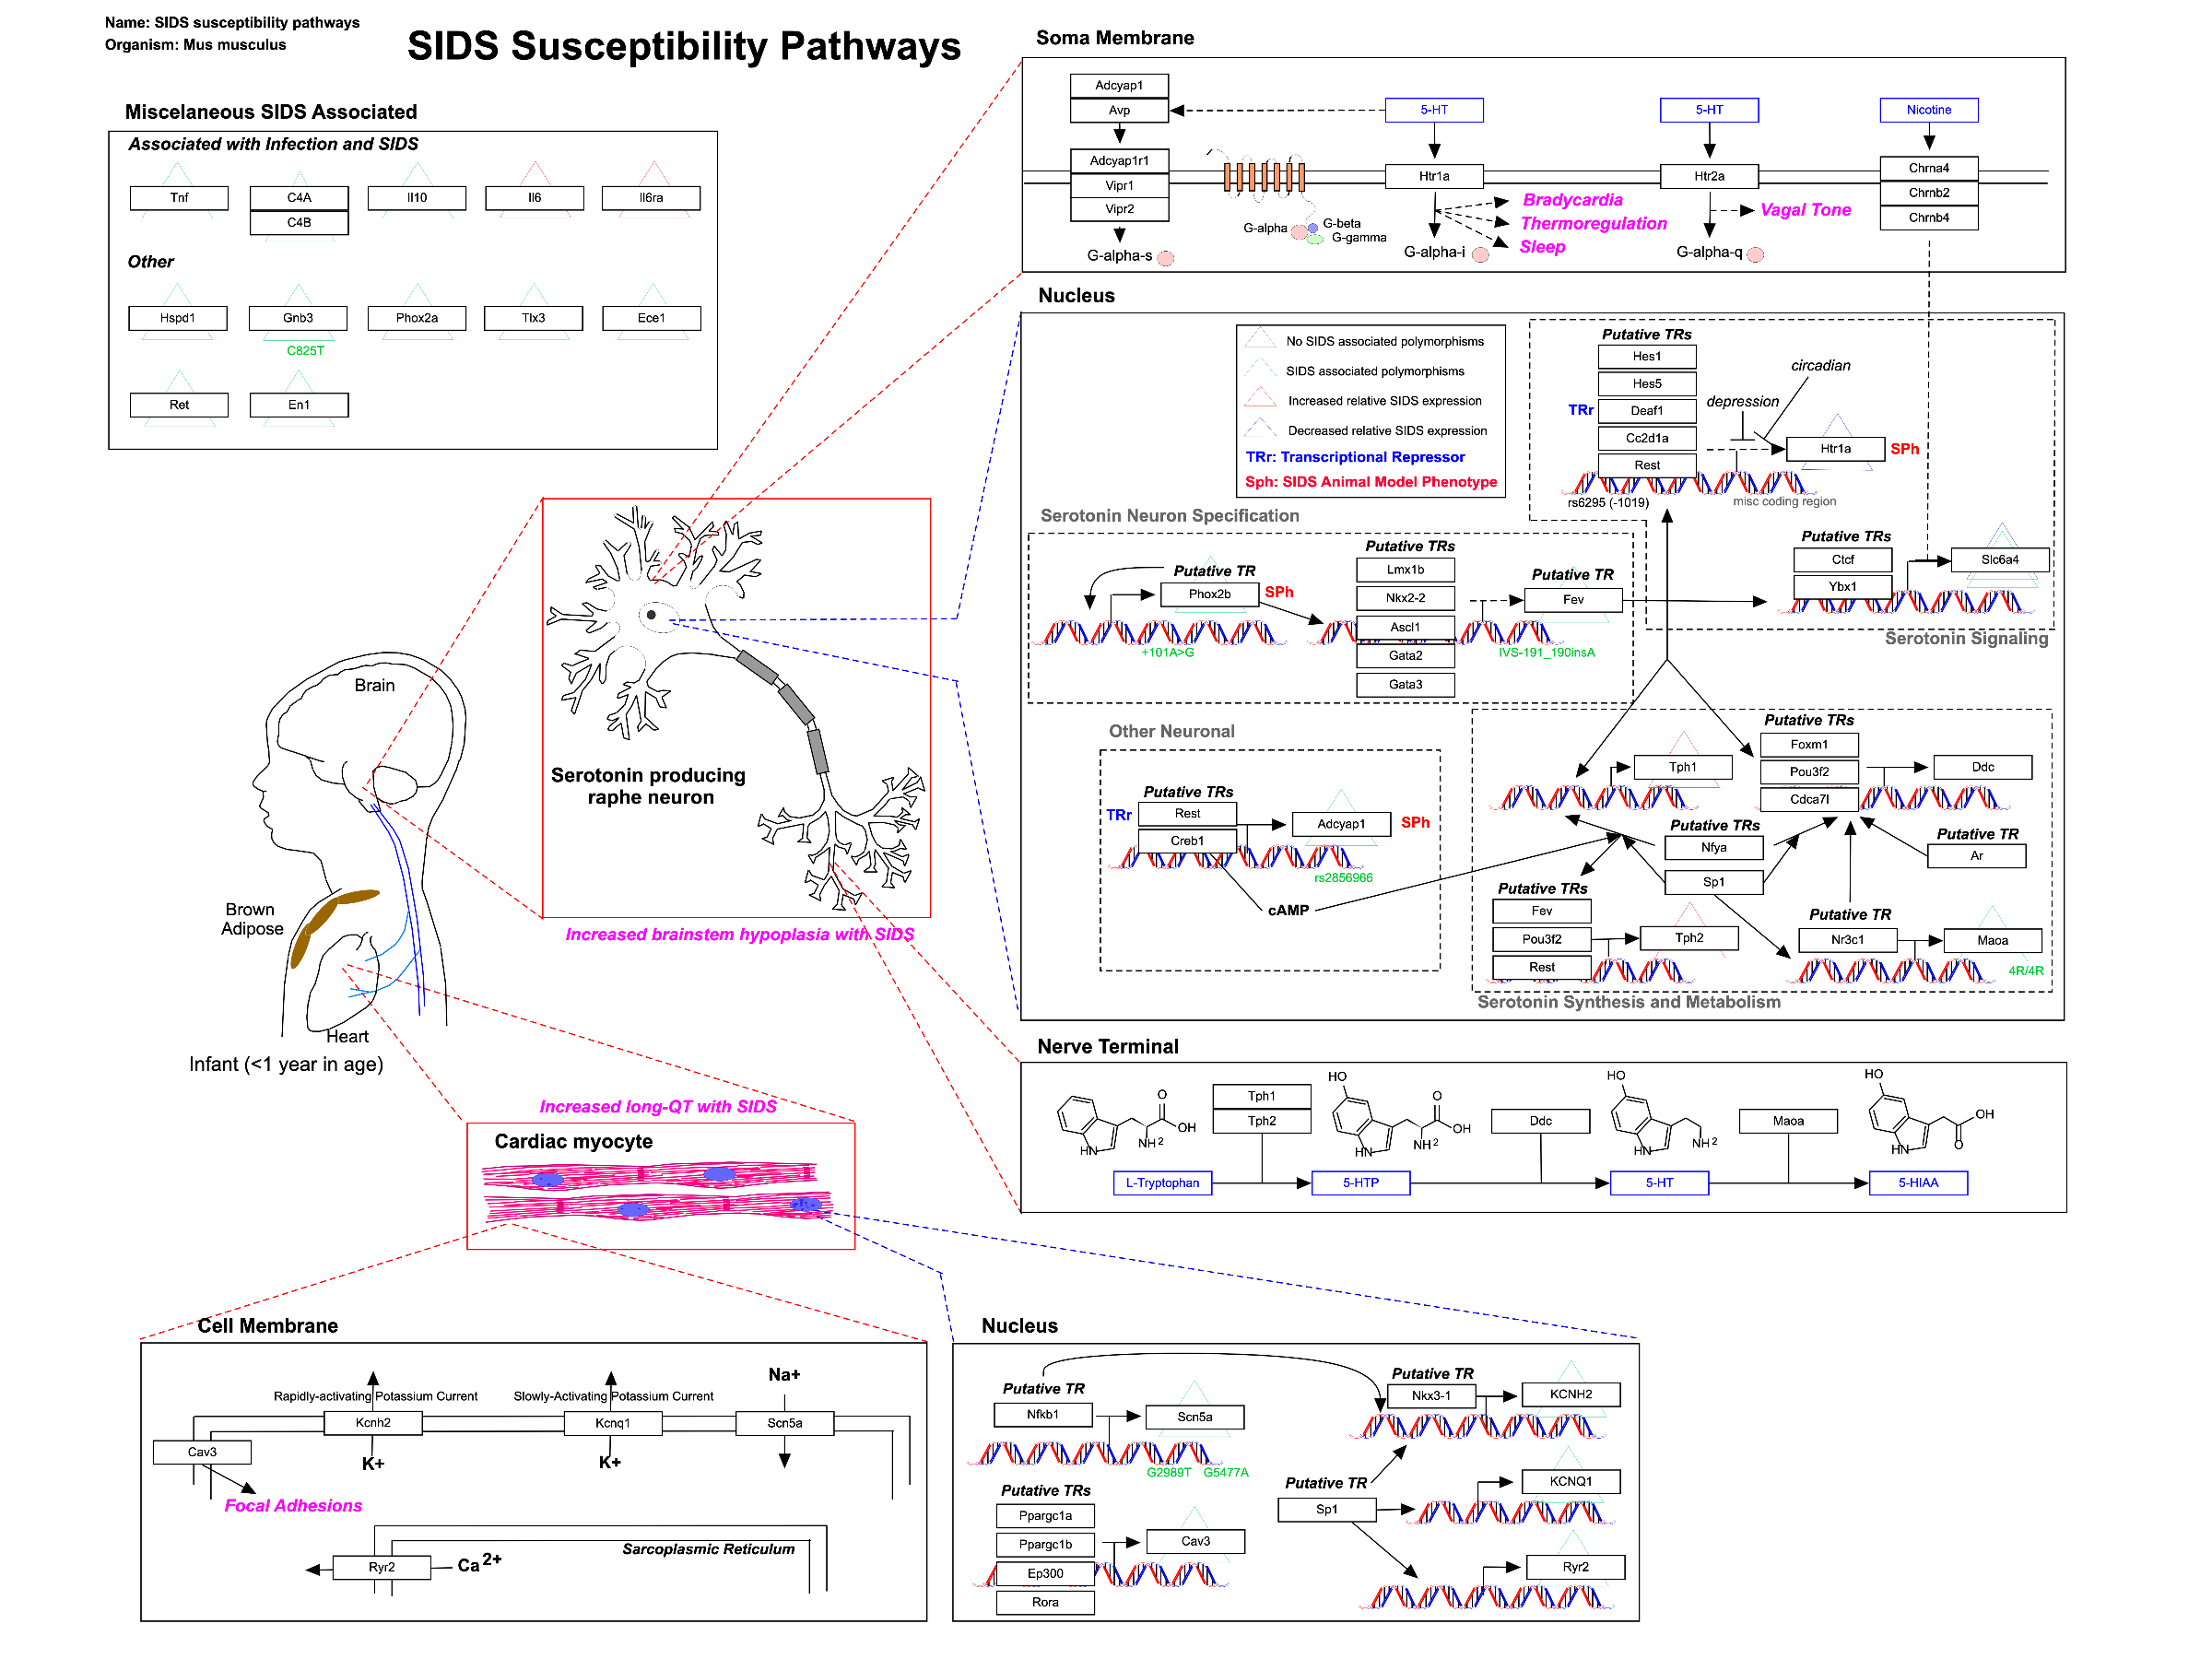 Name: SIDS susceptibility pathways
Organism: Mus musculus
SIDS Susceptibility Pathways
Miscelaneous SIDS Associated
Associated with Infection and SIDS
Tnf
C4A
C4B
Il10
Il6
Il6ra
Other
Hspd1
Gnb3
C825T
Phox2a
Tlx3
Ece1
Ret
En1
Soma Membrane
Adcyap1
Avp
5-HT
5-HT
Nicotine
Adcyap1r1
Vipr1
Vipr2
Htr1a
Htr2a
Chrna4
Chrnb2
Chrnb4
G-alpha
G-beta
G-gamma
Bradycardia
Thermoregulation
Sleep
Vagal Tone
G-alpha-s
G-alpha-i
G-alpha-q
Nucleus
No SIDS associated polymorphisms
SIDS associated polymorphisms
Increased relative SIDS expression
Decreased relative SIDS expression
TRr: Transcriptional Repressor
Sph: SIDS Animal Model Phenotype
Putative TRs
Hes1
Hes5
TRr
Deaf1
Cc2d1a
Rest
circadian
depression
Htr1a
SPh
rs6295 (-1019)
misc coding region
Putative TRs
Ctcf
Ybx1
Slc6a4
Serotonin Signaling
Serotonin Neuron Specification
Putative TR
Phox2b
SPh
+101A>G
Putative TRs
Lmx1b
Nkx2-2
Ascl1
Gata2
Gata3
Putative TR
Fev
IVS-191_190insA
Other Neuronal
Putative TRs
TRr
Rest
Creb1
Adcyap1
SPh
rs2856966
cAMP
Tph1
Putative TRs
Foxm1
Pou3f2
Cdca7l
Ddc
Putative TRs
Nfya
Sp1
Putative TR
Ar
Putative TRs
Fev
Pou3f2
Rest
Tph2
Putative TR
Nr3c1
Maoa
4R/4R
Serotonin Synthesis and Metabolism
Brain
Brown
Adipose
Heart
Infant (<1 year in age)
Serotonin producing
raphe neuron
Increased brainstem hypoplasia with SIDS
Nerve Terminal
O
OH
NH2
HN
Tph1
Tph2
HO
O
OH
NH2
HN
Ddc
HO
NH2
HN
Maoa
HO
OH
O
HN
L-Tryptophan
5-HTP
5-HT
5-HIAA
Increased long-QT with SIDS
Cardiac myocyte
Cell Membrane
Rapidly-activating Potassium Current
Slowly-Activating Potassium Current
Na+
Kcnh2
Kcnq1
Scn5a
Cav3
K+
K+
Focal Adhesions
Sarcoplasmic Reticulum
Ryr2
Ca2+
Nucleus
Putative TR
Nfkb1
Scn5a
G2989T G5477A
Putative TRs
Ppargc1a
Ppargc1b
Ep300
Rora
Cav3
Putative TR
Nkx3-1
KCNH2
Putative TR
Sp1
KCNQ1
Ryr2